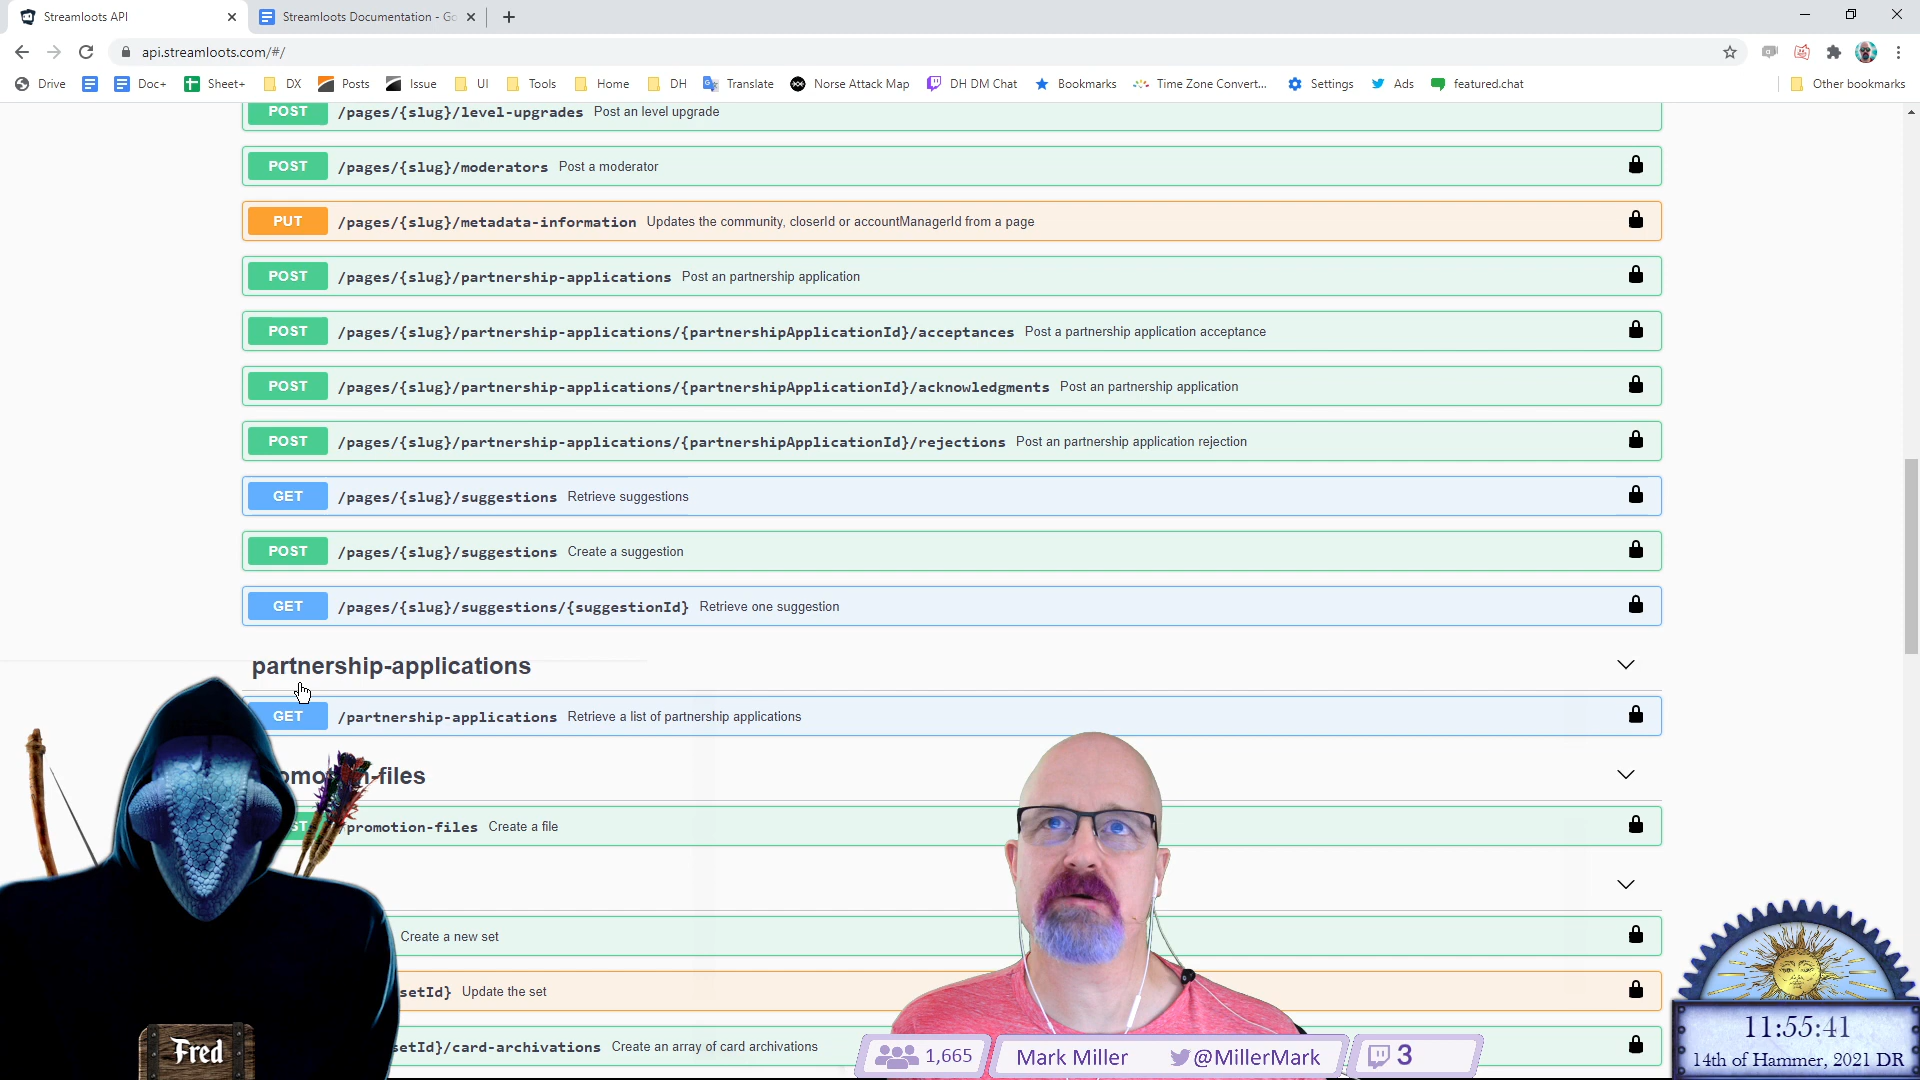 Streamloots API
Streamloots Documentation - Go
api.streamloots.com/#/
Drive
Doc+
Sheet+
DX
Posts
Issue
UI
Tools
Home
DH
Translate
Norse Attack Map
DH DM Chat
Bookmarks
Time Zone Convert...
Settings
Ads
featured.chat
Other bookmarks
POST /pages/{slug}/level-upgrades Post an level upgrade
POST /pages/{slug}/moderators Post a moderator
PUT /pages/{slug}/metadata-information Updates the community, closerId or accountManagerId from a page
POST /pages/{slug}/partnership-applications Post an partnership application
POST /pages/{slug}/partnership-applications/{partnershipApplicationId}/acceptances Post a partnership application acceptance
POST /pages/{slug}/partnership-applications/{partnershipApplicationId}/acknowledgments Post an partnership application
POST /pages/{slug}/partnership-applications/{partnershipApplicationId}/rejections Post an partnership application rejection
GET /pages/{slug}/suggestions Retrieve suggestions
POST /pages/{slug}/suggestions Create a suggestion
GET /pages/{slug}/suggestions/{suggestionId} Retrieve one suggestion
partnership-applications
GET /partnership-applications Retrieve a list of partnership applications
-files
/promotion-files Create a file
Create a new set
setId} Update the set
setId}/card-archivations Create an array of card archivations
Fred
1,665
Mark Miller @MillerMark
3
11:55:41
14th of Hammer, 2021 DR